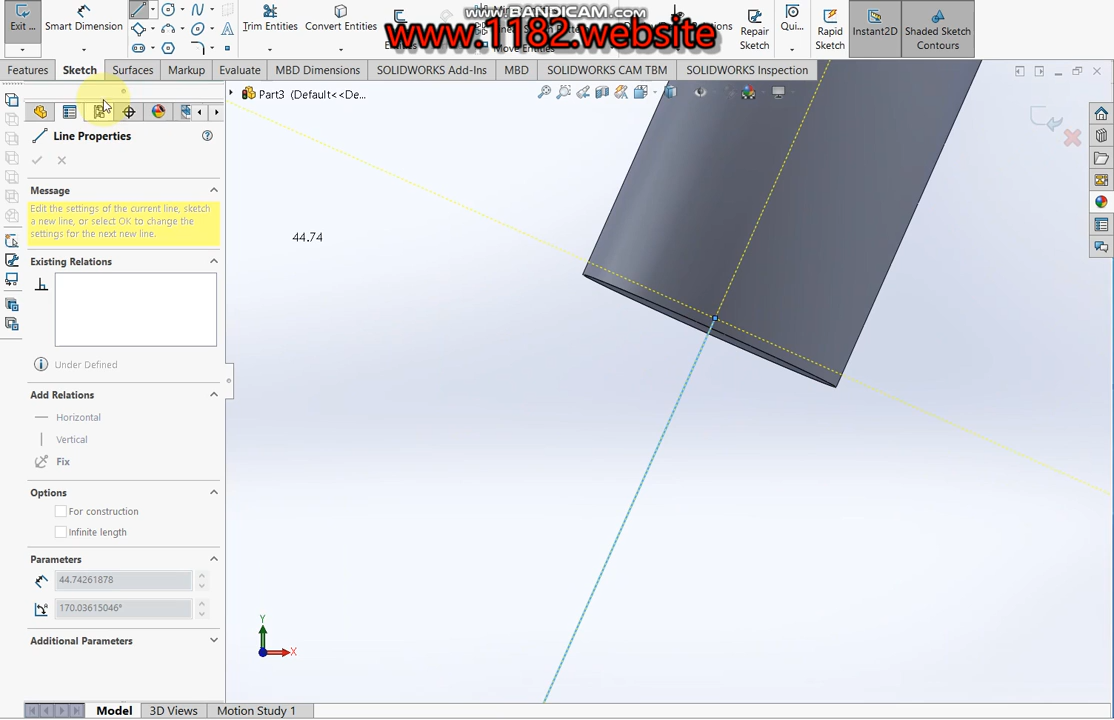 www.BANDICAM.com
www.1182.website
Exit ...
Smart Dimension
Trim Entities
Convert Entities
Move Entities
Repair
Sketch
Qui...
Rapid
Sketch
Instant2D
Shaded Sketch
Contours
Features
Sketch
Surfaces
Markup
Evaluate
MBD Dimensions
SOLIDWORKS Add-Ins
MBD
SOLIDWORKS CAM TBM
SOLIDWORKS Inspection
Part3 (Default<<De...
Line Properties
Message
Edit the settings of the current line, sketch
a new line, or select OK to change the
settings for the next new line.
Existing Relations
Under Defined
Add Relations
Horizontal
Vertical
Fix
Options
For construction
Infinite length
Parameters
44.74261878
170.03615046°
Additional Parameters
44.74
Y
X
Model
3D Views
Motion Study 1